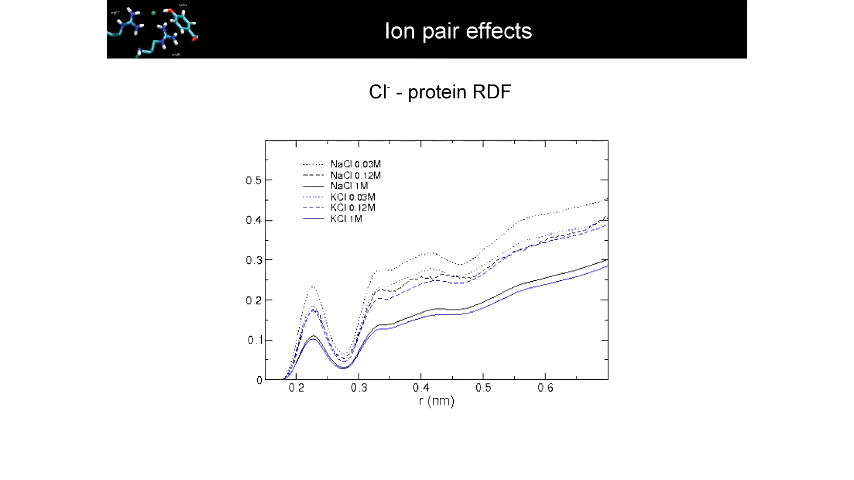 Ion pair effects
Cl- - protein RDF
NaCl 0.03M
NaCl 0.12M
NaCl 1M
KCl 0.03M
KCl 0.12M
KCl 1M
0.5
0.4
0.3
0.2
0.1
0
0.2 0.3 0.4 0.5 0.6
r (nm)